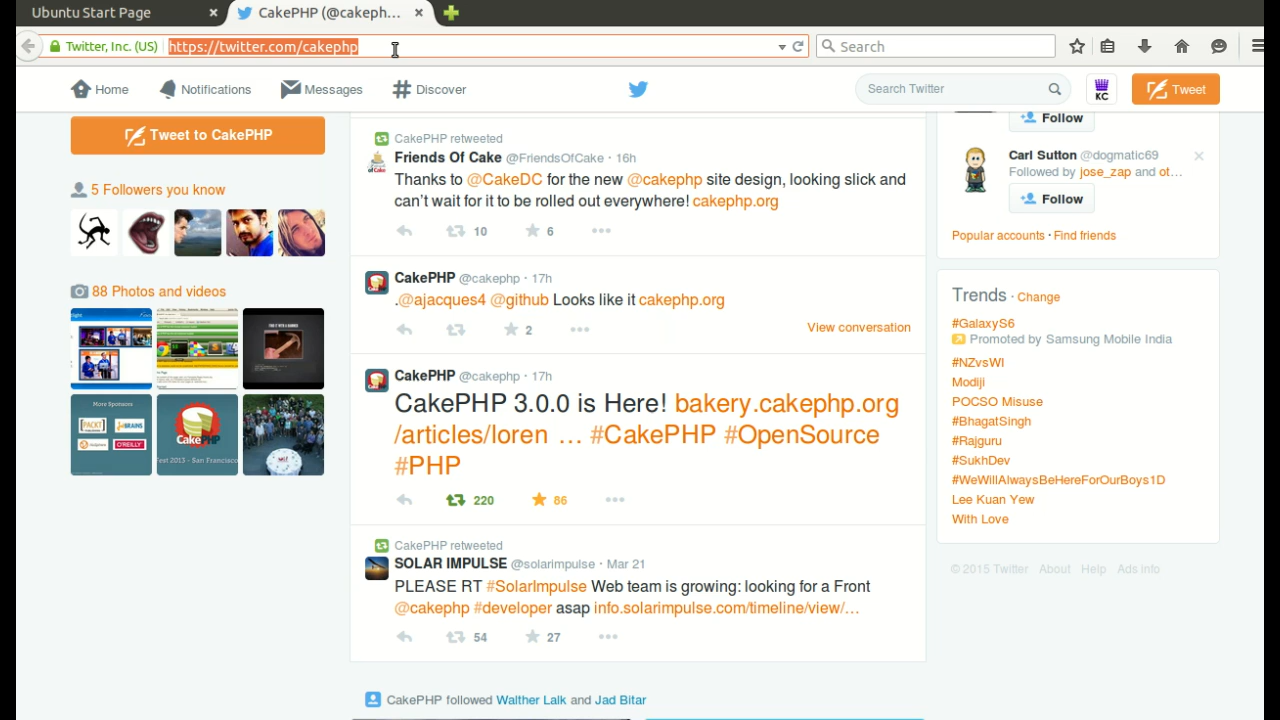 Ubuntu Start Page
CakePHP (@cakeph...
Twitter, Inc. (US)
https://twitter.com/cakephp
Search
Home
Notifications
Messages
Discover
Search Twitter
KC
Tweet
Tweet to CakePHP
5 Followers you know
88 Photos and videos
More Sponsors
[PACKT]
O'REILLY
CakePHP
Fest 2013 - San Francisco
CakePHP retweeted
Friends Of Cake @FriendsOfCake · 16h
Thanks to @CakeDC for the new @cakephp site design, looking slick and
can't wait for it to be rolled out everywhere! cakephp.org
10
6
CakePHP @cakephp · 17h
.@ajacques4 @github Looks like it cakephp.org
2
View conversation
CakePHP @cakephp · 17h
CakePHP 3.0.0 is Here! bakery.cakephp.org
/articles/loren … #CakePHP #OpenSource
#PHP
220
86
CakePHP retweeted
SOLAR IMPULSE @solarimpulse · Mar 21
PLEASE RT #SolarImpulse Web team is growing: looking for a Front
@cakephp #developer asap info.solarimpulse.com/timeline/view/…
54
27
CakePHP followed Walther Lalk and Jad Bitar
Follow
Carl Sutton @dogmatic69
Followed by jose_zap and ot...
Follow
Popular accounts · Find friends
Trends · Change
#GalaxyS6
Promoted by Samsung Mobile India
#NZvsWI
Modiji
POCSO Misuse
#BhagatSingh
#Rajguru
#SukhDev
#WeWillAlwaysBeHereForOurBoys1D
Lee Kuan Yew
With Love
© 2015 Twitter About Help Ads info